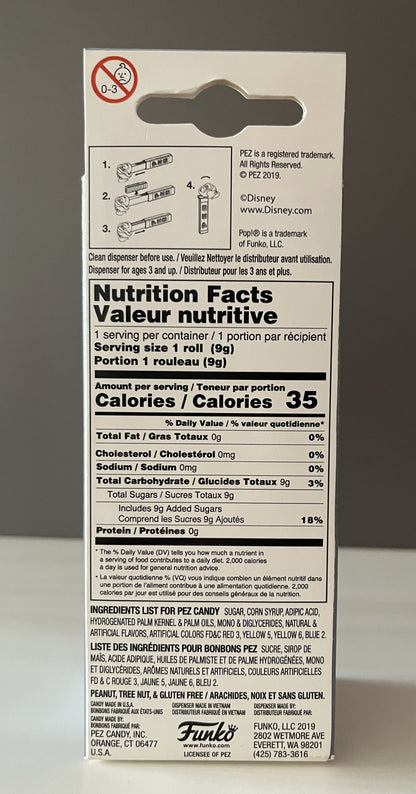 0-3
1.
2.
3.
4.
PEZ is a registered trademark.
All Rights Reserved.
© PEZ 2019.
©Disney
www.Disney.com
Pop!® is a trademark
of Funko, LLC.
Clean dispenser before use. / Veuillez Nettoyer le distributeur avant utilisation.
Dispenser for ages 3 and up. / Distributeur pour les 3 ans et plus.
Nutrition Facts
Valeur nutritive
1 serving per container / 1 portion par récipient
Serving size 1 roll (9g)
Portion 1 rouleau (9g)
Amount per serving / Teneur par portion
Calories / Calories 35
% Daily Value / % valeur quotidienne*
Total Fat / Gras Totaux 0g 0%
Cholesterol / Cholestérol 0mg 0%
Sodium / Sodium 0mg 0%
Total Carbohydrate / Glucides Totaux 9g 3%
Total Sugars / Sucres Totaux 9g
Includes 9g Added Sugars
Comprend les Sucres 9g Ajoutés 18%
Protein / Protéines 0g
* The % Daily Value (DV) tells you how much a nutrient in
a serving of food contributes to a daily diet. 2,000 calories
a day is used for general nutrition advice.
* La valeur quotidienne % (VQ) vous indique combien un élément nutritif dans
une portion de l'aliment contribue à une alimentation quotidienne. 2,000
calories par jour est utilisé pour des conseils généraux de la nutrition.
INGREDIENTS LIST FOR PEZ CANDY SUGAR, CORN SYRUP, ADIPIC ACID,
HYDROGENATED PALM KERNEL & PALM OILS, MONO & DIGLYCERIDES, NATURAL &
ARTIFICIAL FLAVORS, ARTIFICIAL COLORS FD&C RED 3, YELLOW 5, YELLOW 6, BLUE 2.
LISTE DES INGRÉDIENTS POUR BONBONS PEZ SUCRE, SIROP DE
MAÏS, ACIDE ADIPIQUE, HUILES DE PALMISTE ET DE PALME HYDROGÉNÉES, MONO
ET DIGLYCÉRIDES, ARÔMES NATURELS ET ARTIFICIELS, COULEURS ARTIFICIELLES
FD & C ROUGE 3, JAUNE 5, JAUNE 6, BLEU 2.
PEANUT, TREE NUT, & GLUTEN FREE / ARACHIDES, NOIX ET SANS GLUTEN.
CANDY MADE IN U.S.A.
BONBONS FABRIQUÉ AUX ÉTATS-UNIS
CANDY MADE BY:
BONBONS FABRIQUÉ PAR:
PEZ CANDY, INC.
ORANGE, CT 06477
U.S.A.
DISPENSER MADE IN VIETNAM
DISTRIBUTEUR FABRIQUÉ EN VIETNAM
Funko
www.funko.com
LICENSEE OF PEZ
DISPENSER MADE BY:
DISTRIBUTEUR FABRIQUÉ PAR:
FUNKO, LLC 2019
2802 WETMORE AVE
EVERETT, WA 98201
(425) 783-3616